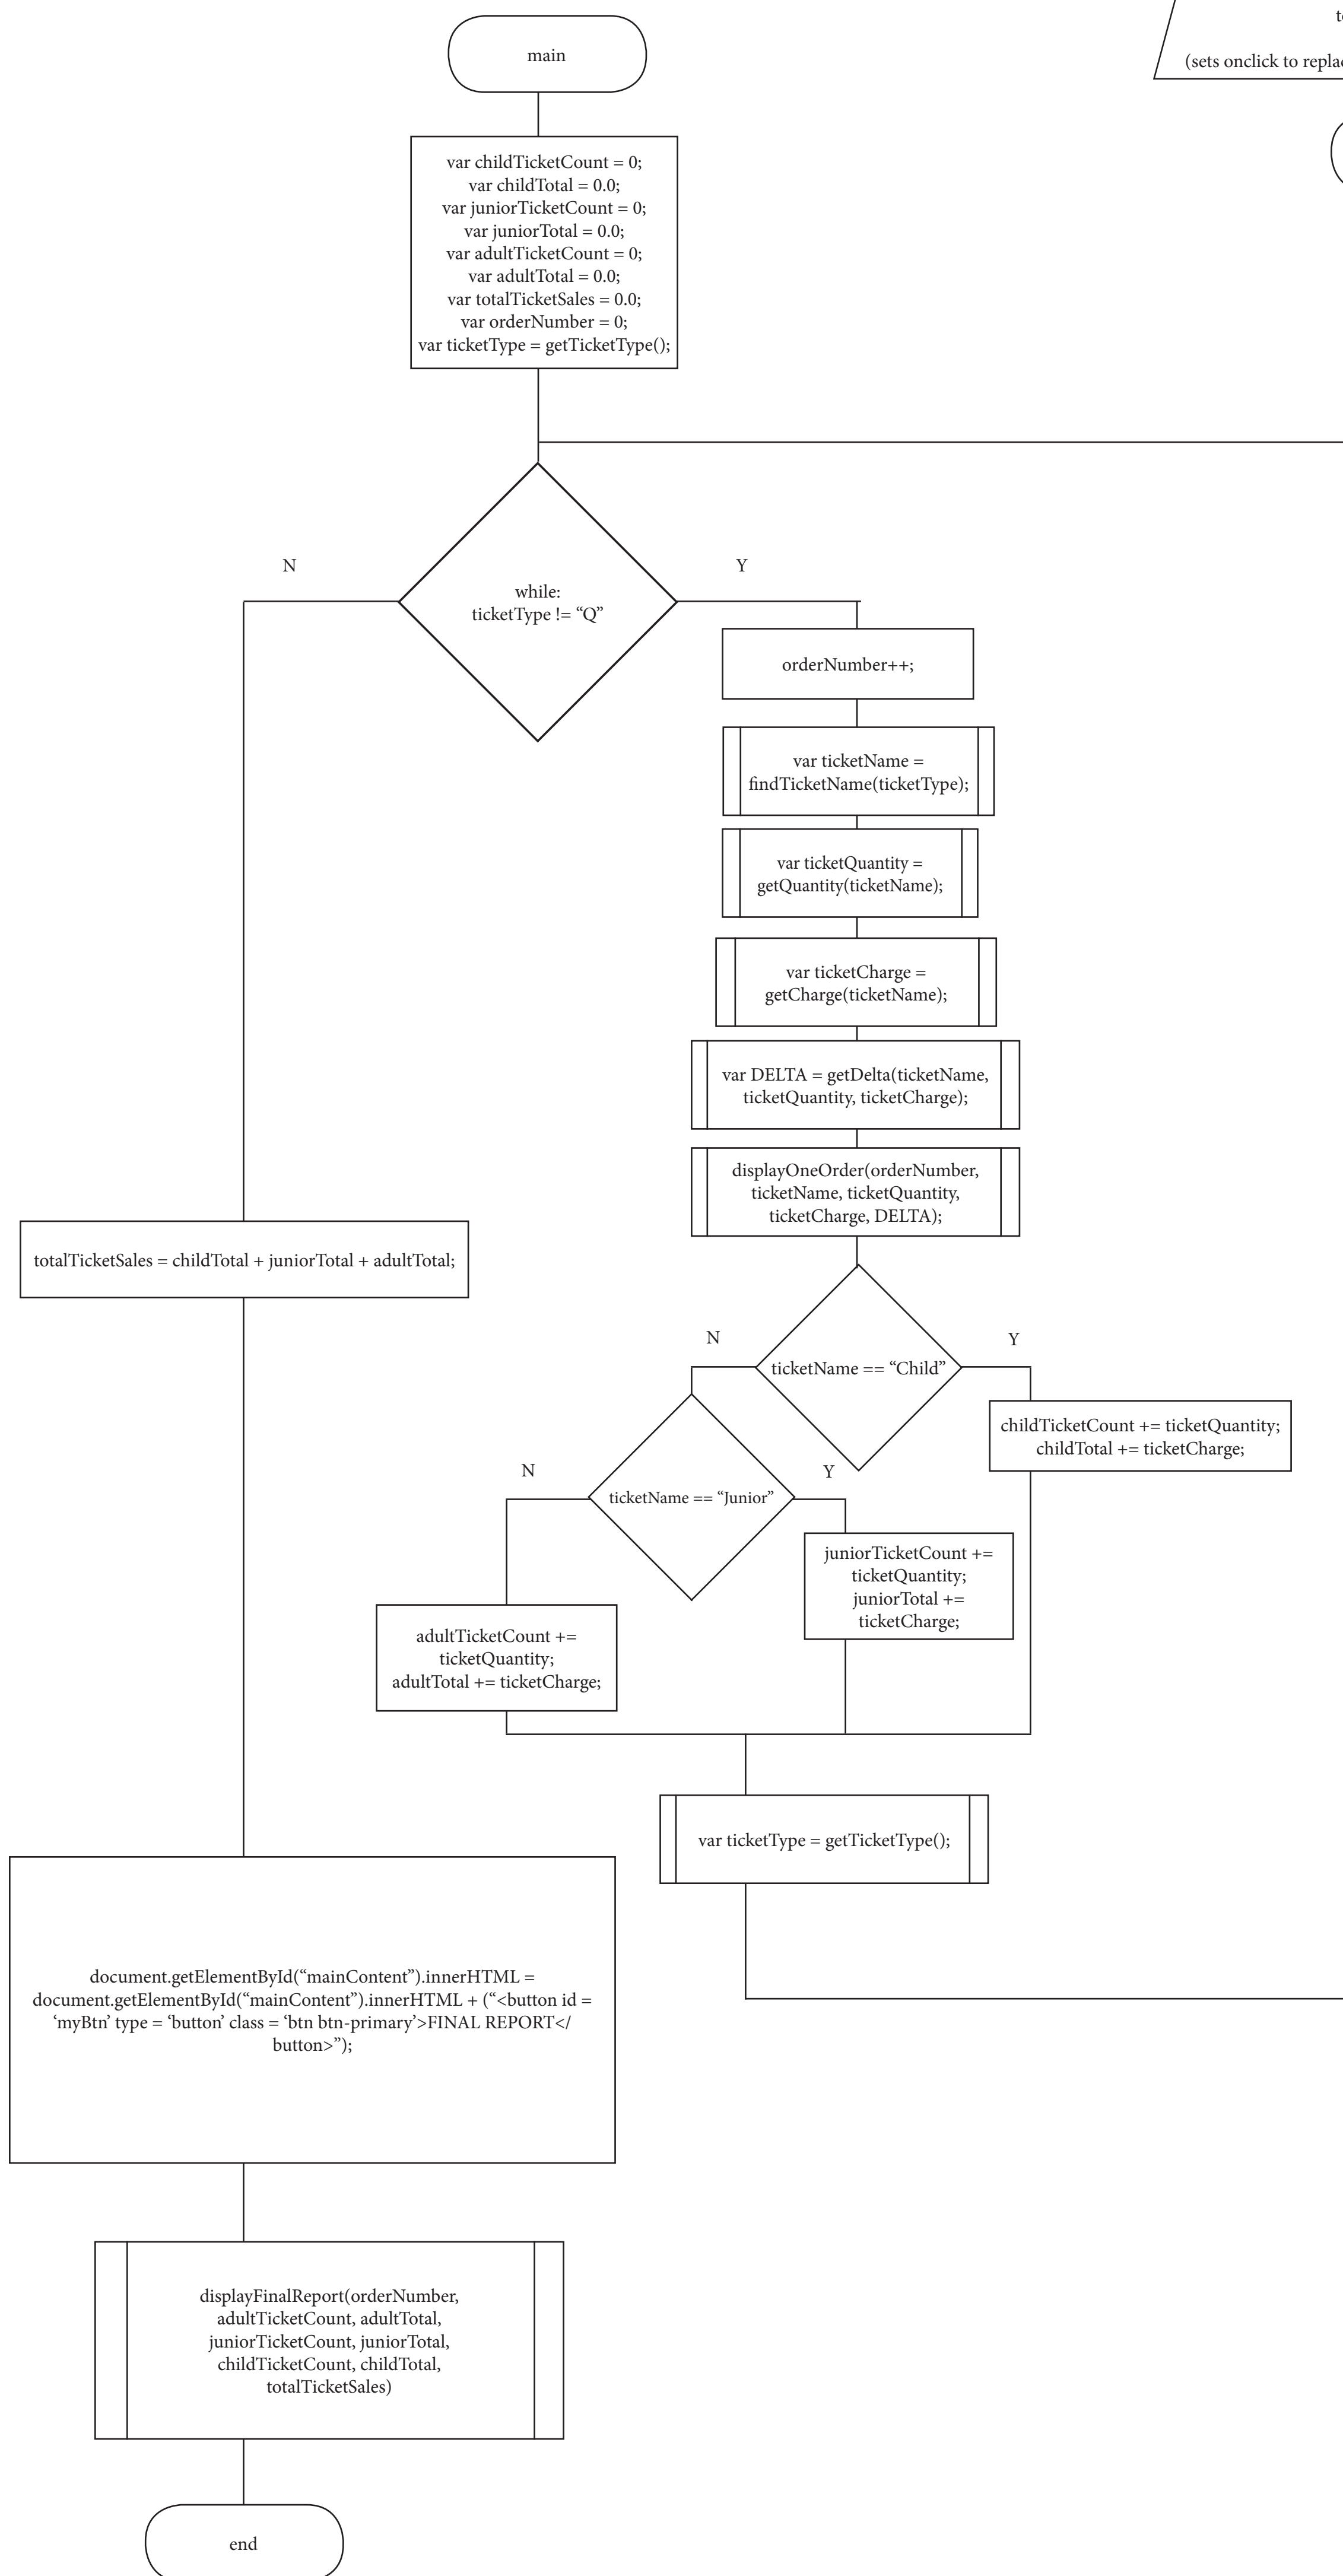 main
t
(sets onclick to repla
var childTicketCount = 0;
var childTotal = 0.0;
var juniorTicketCount = 0;
var juniorTotal = 0.0;
var adultTicketCount = 0;
var adultTotal = 0.0;
var totalTicketSales = 0.0;
var orderNumber = 0;
var ticketType = getTicketType();
N
Y
while:
ticketType != “Q”
orderNumber++;
var ticketName =
findTicketName(ticketType);
var ticketQuantity =
getQuantity(ticketName);
var ticketCharge =
getCharge(ticketName);
var DELTA = getDelta(ticketName,
ticketQuantity, ticketCharge);
displayOneOrder(orderNumber,
ticketName, ticketQuantity,
ticketCharge, DELTA);
totalTicketSales = childTotal + juniorTotal + adultTotal;
N
Y
ticketName == “Child”
childTicketCount += ticketQuantity;
childTotal += ticketCharge;
N
Y
ticketName == “Junior”
juniorTicketCount +=
ticketQuantity;
juniorTotal +=
ticketCharge;
adultTicketCount +=
ticketQuantity;
adultTotal += ticketCharge;
var ticketType = getTicketType();
document.getElementById(“mainContent”).innerHTML =
document.getElementById(“mainContent”).innerHTML + (“<button id =
‘myBtn’ type = ‘button’ class = ‘btn btn-primary’>FINAL REPORT</
button>”);
displayFinalReport(orderNumber,
adultTicketCount, adultTotal,
juniorTicketCount, juniorTotal,
childTicketCount, childTotal,
totalTicketSales)
end